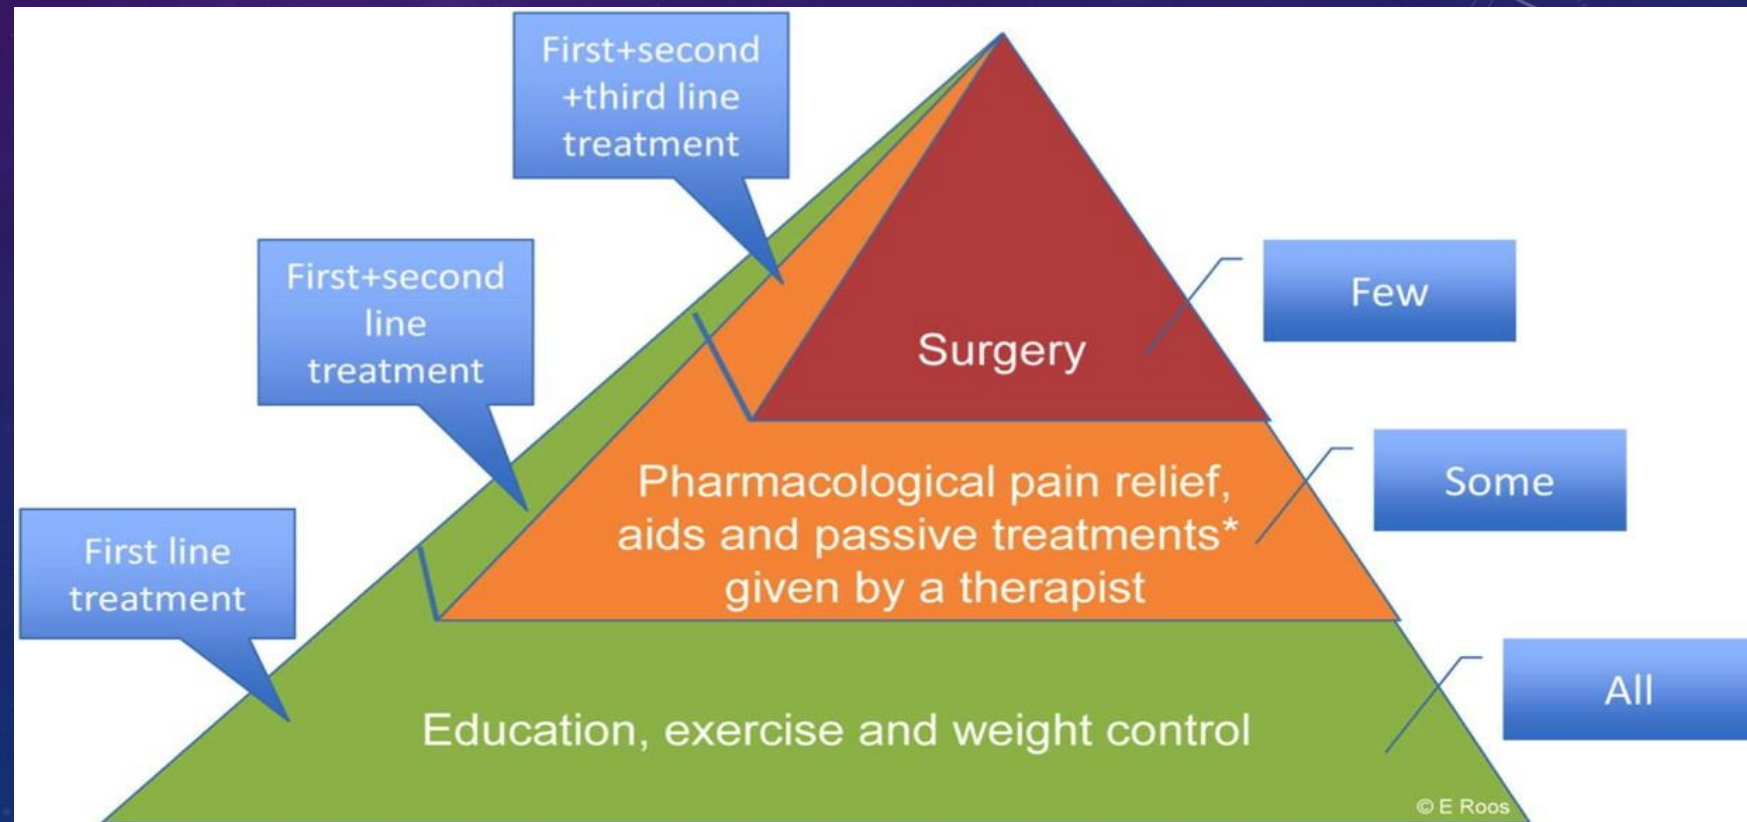 First+second
+third line
treatment
First+second
line
treatment
First line
treatment
Surgery
Few
Pharmacological pain relief,
aids and passive treatments*
given by a therapist
Some
Education, exercise and weight control
All
© E Roos